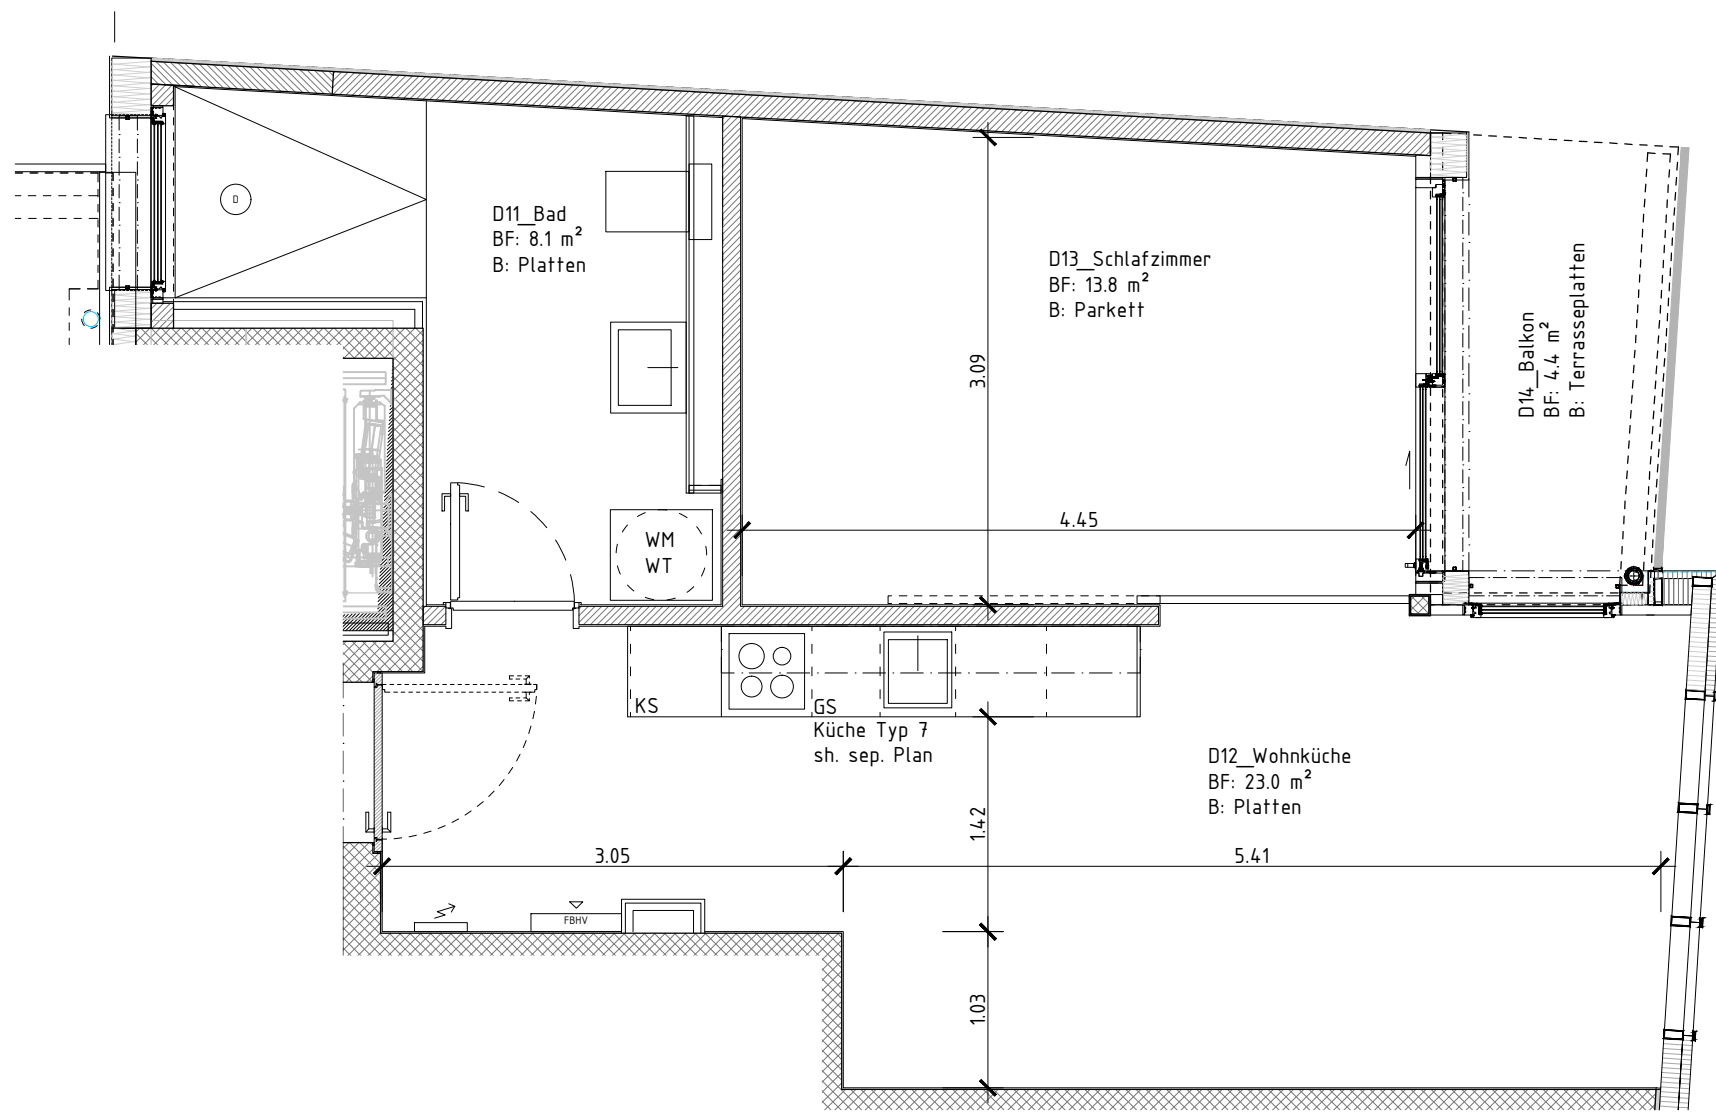 D11_Bad
BF: 8.1 m²
B: Platten
D13_Schlafzimmer
BF: 13.8 m²
B: Parkett
D14_Balkon
BF: 4.4 m²
B: Terrasseplatten
3.09
4.45
WM
WT
KS
GS
Küche Typ 7
sh. sep. Plan
D12_Wohnküche
BF: 23.0 m²
B: Platten
1.42
3.05
5.41
FBHV
1.03